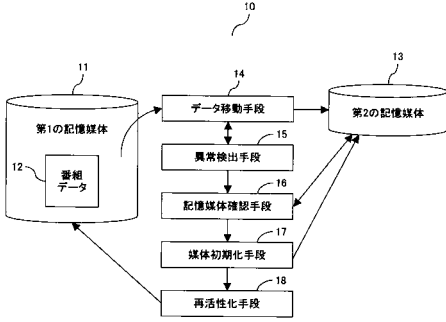 10
11
14
13
第1の記憶媒体
データ移動手段
第2の記憶媒体
15
異常検出手段
12
番組
データ
16
記憶媒体確認手段
17
媒体初期化手段
18
再活性化手段